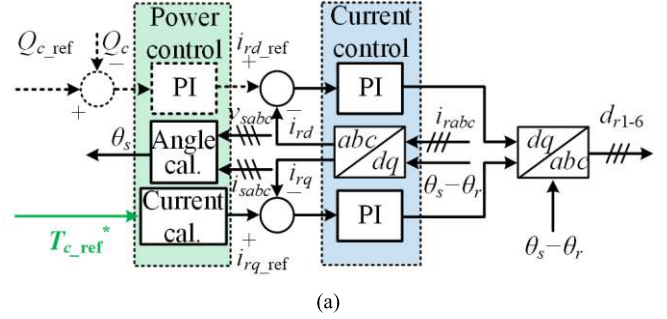 Power control
Current control
Q_c_ref
Q_c
−
+
PI
i_rd_ref
+
−
PI
v_sabc
i_rd
θ_s
Angle cal.
i_sabc
i_rq
abc
dq
i_rabc
θ_s−θ_r
dq
abc
d_r1-6
T_c_ref*
Current cal.
−
+
i_rq_ref
PI
θ_s−θ_r
(a)